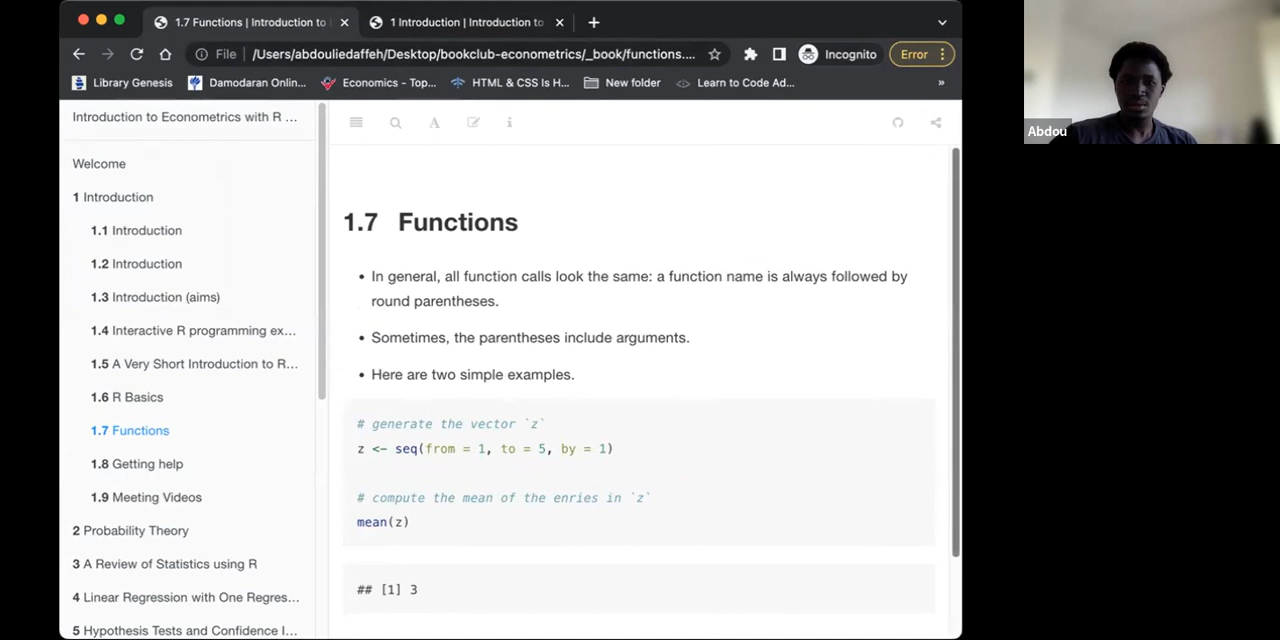 1.7 Functions | Introduction to
1 Introduction | Introduction to
File
/Users/abdouliedaffeh/Desktop/bookclub-econometrics/_book/functions....
Incognito
Error
Library Genesis
Damodaran Onlin...
Economics - Top...
HTML & CSS Is H...
New folder
Learn to Code Ad...
»
Introduction to Econometrics with R ...
Welcome
1 Introduction
1.1 Introduction
1.2 Introduction
1.3 Introduction (aims)
1.4 Interactive R programming ex...
1.5 A Very Short Introduction to R...
1.6 R Basics
1.7 Functions
1.8 Getting help
1.9 Meeting Videos
2 Probability Theory
3 A Review of Statistics using R
4 Linear Regression with One Regres...
5 Hypothesis Tests and Confidence I...
A
i
1.7 Functions
• In general, all function calls look the same: a function name is always followed by
round parentheses.
• Sometimes, the parentheses include arguments.
• Here are two simple examples.
# generate the vector `z`
z <- seq(from = 1, to = 5, by = 1)
# compute the mean of the enries in `z`
mean(z)
## [1] 3
Abdou